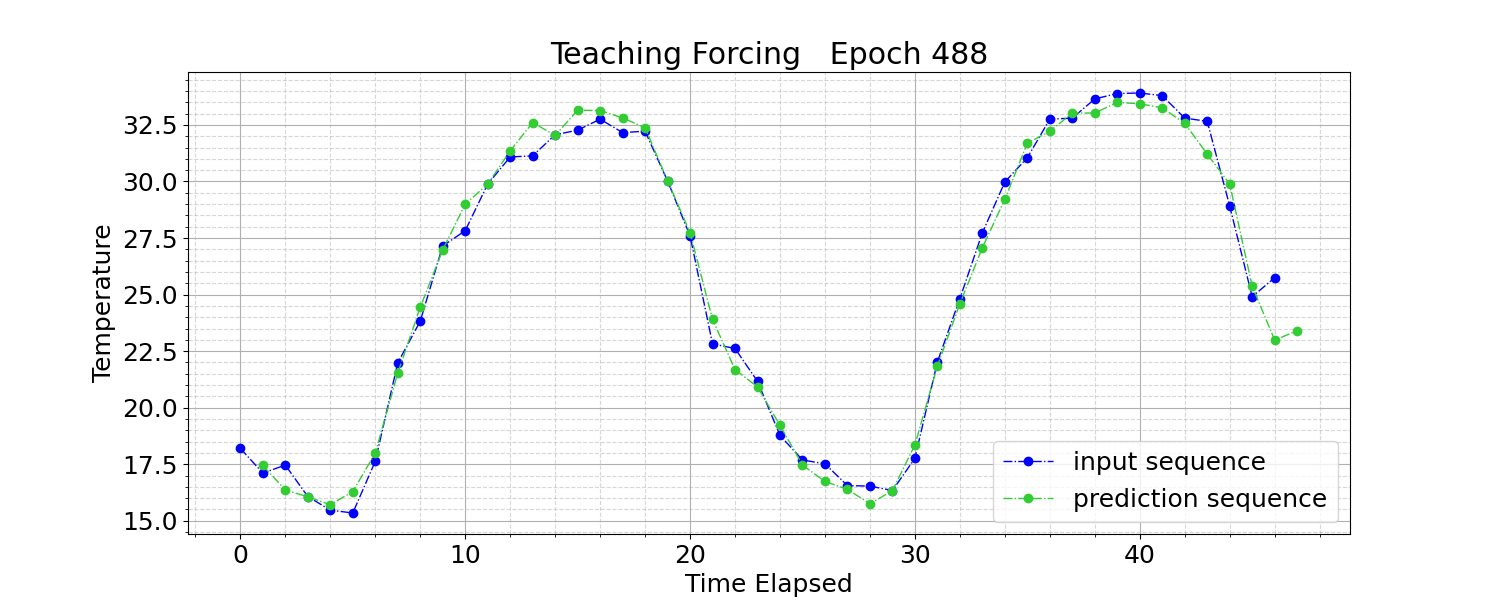 Teaching Forcing   Epoch 488
Temperature
32.5
30.0
27.5
25.0
22.5
20.0
17.5
15.0
0 10 20 30 40
Time Elapsed
input sequence
prediction sequence